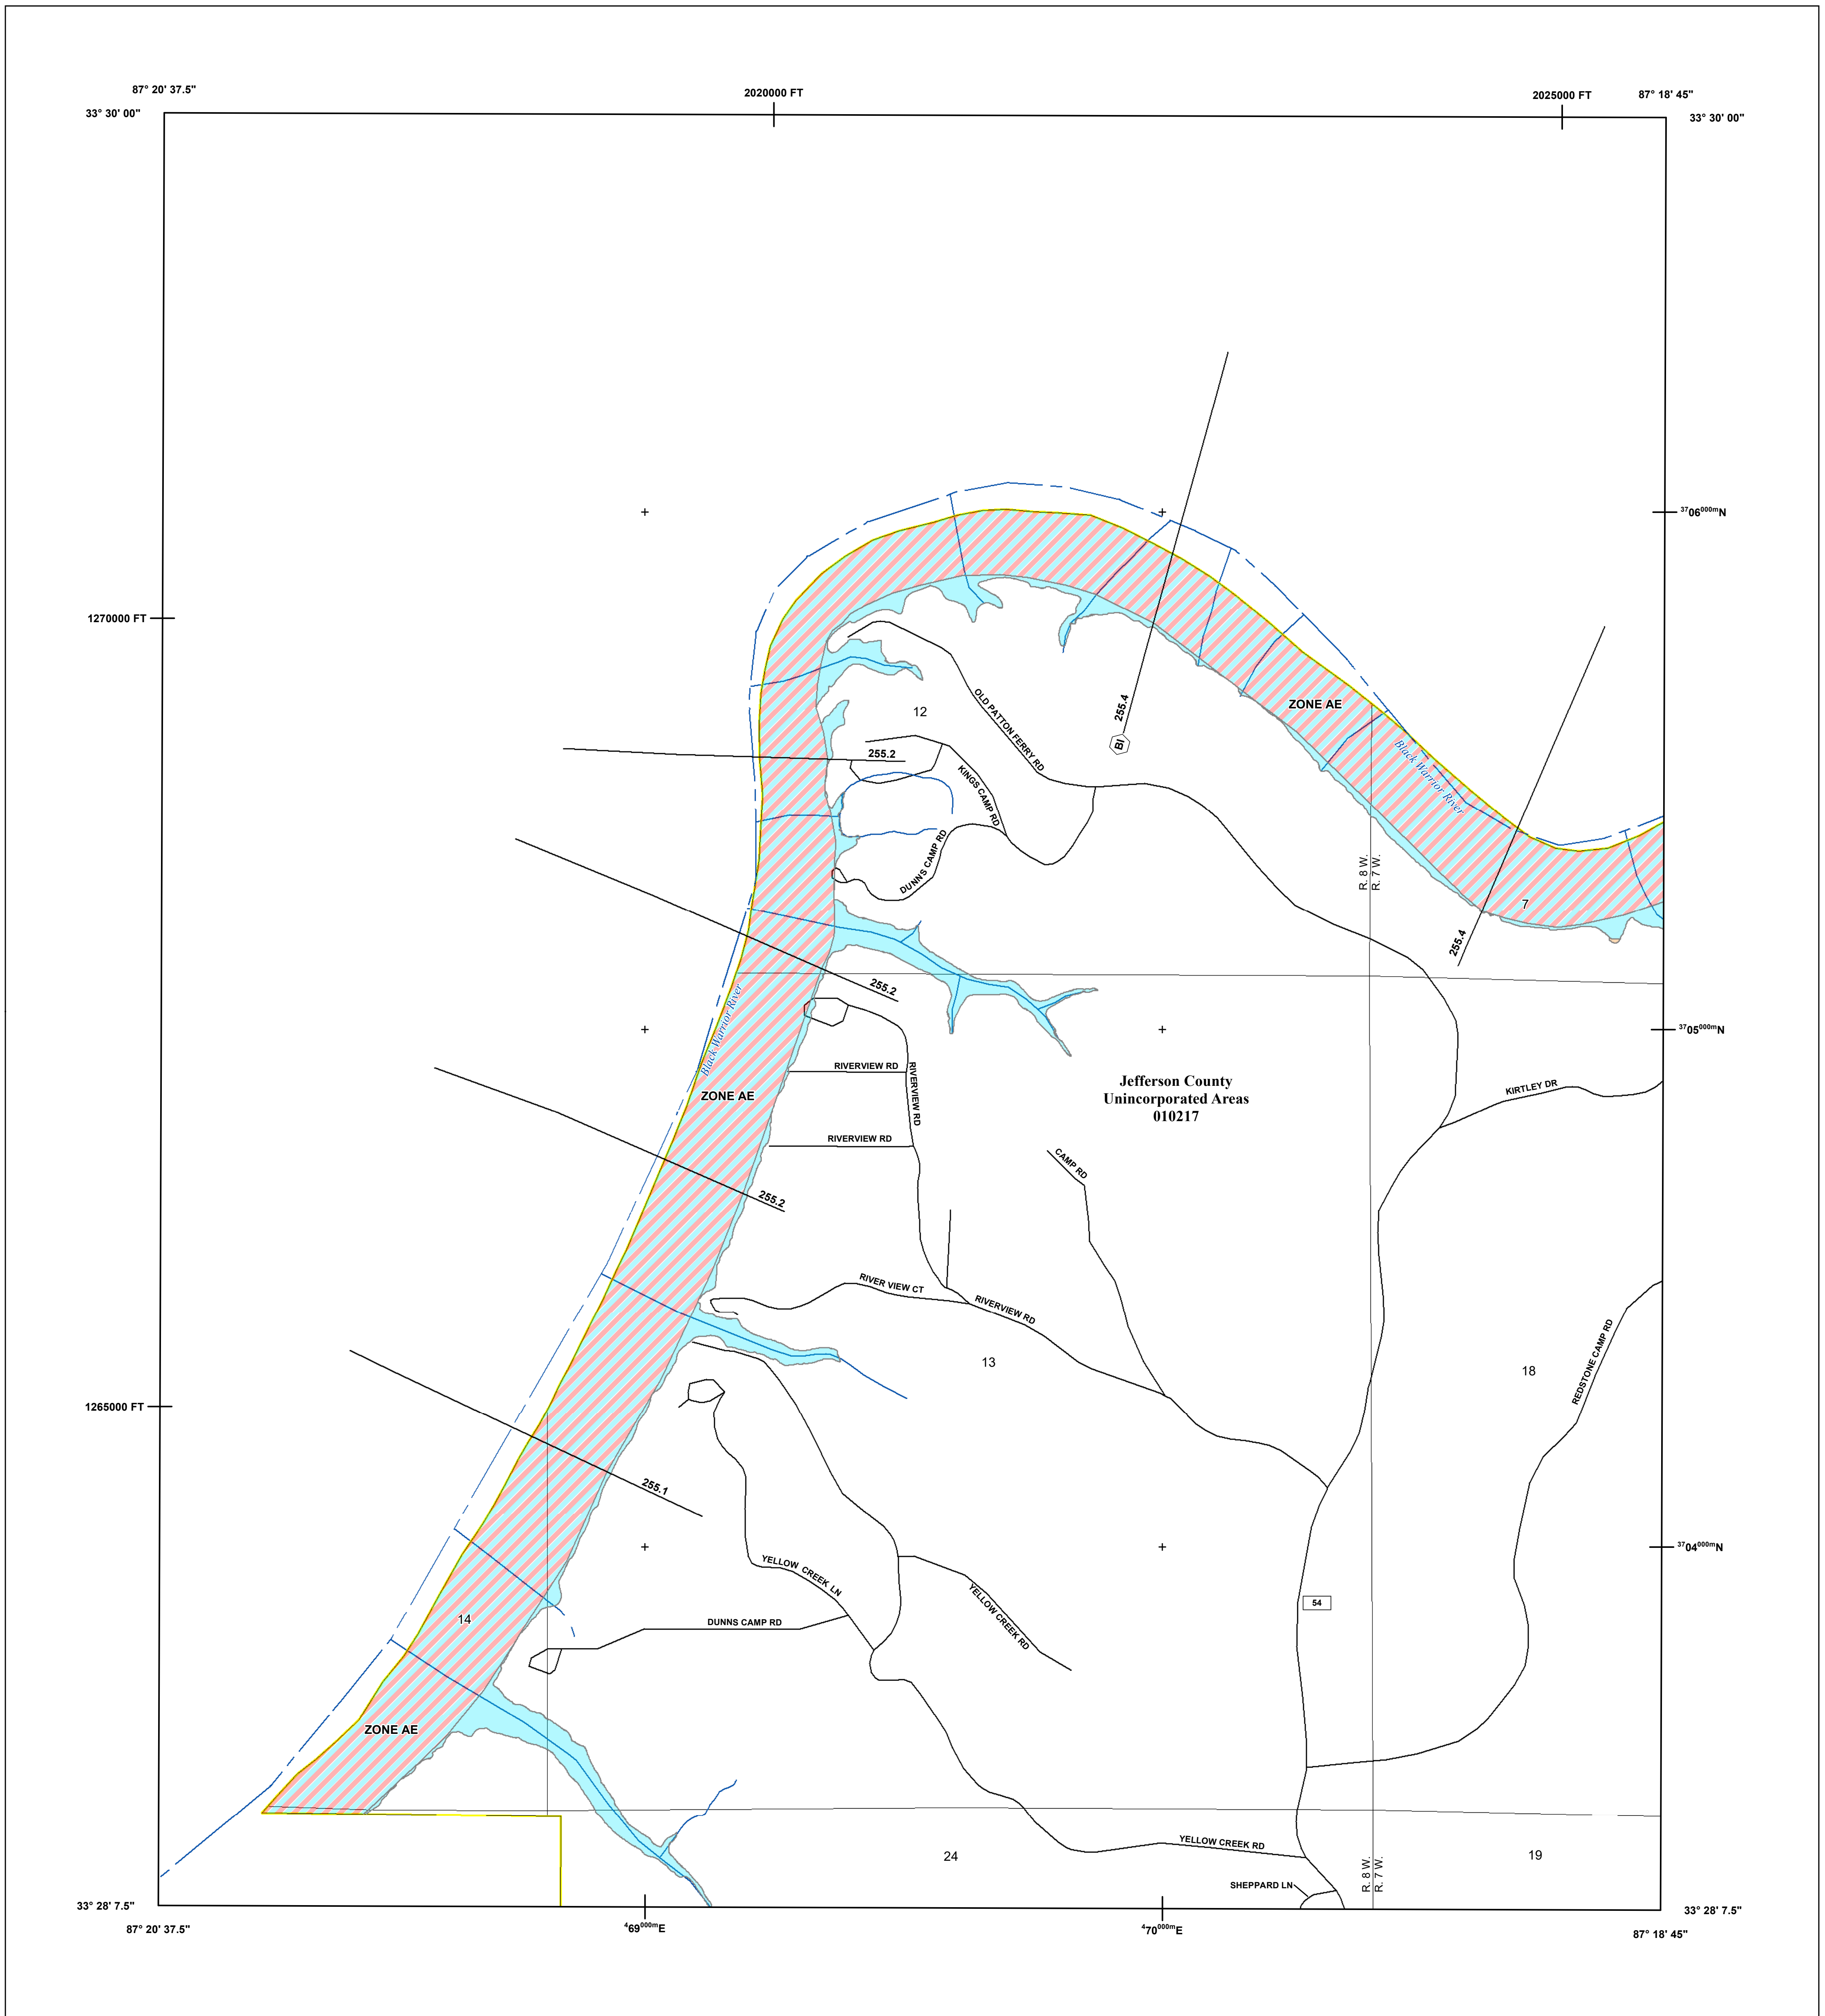 87° 20' 37.5"
2020000 FT
2025000 FT
87° 18' 45"
33° 30' 00"
33° 30' 00"
3706000mN
1270000 FT
OLD PATTON FERRY RD
12
255.4
BI
ZONE AE
Black Warrior River
255.2
KINGS CAMP RD
DUNNS CAMP RD
R. 8 W.
R. 7 W.
7
255.4
255.2
Black Warrior River
3705000mN
RIVERVIEW RD
RIVERVIEW RD
ZONE AE
Jefferson County
Unincorporated Areas
010217
KIRTLEY DR
RIVERVIEW RD
CAMP RD
255.2
RIVER VIEW CT
RIVERVIEW RD
13
18
REDSTONE CAMP RD
1265000 FT
255.1
3704000mN
YELLOW CREEK LN
YELLOW CREEK RD
54
14
DUNNS CAMP RD
ZONE AE
YELLOW CREEK RD
24
19
R. 8 W.
R. 7 W.
SHEPPARD LN
33° 28' 7.5"
33° 28' 7.5"
87° 20' 37.5"
469000mE
470000mE
87° 18' 45"